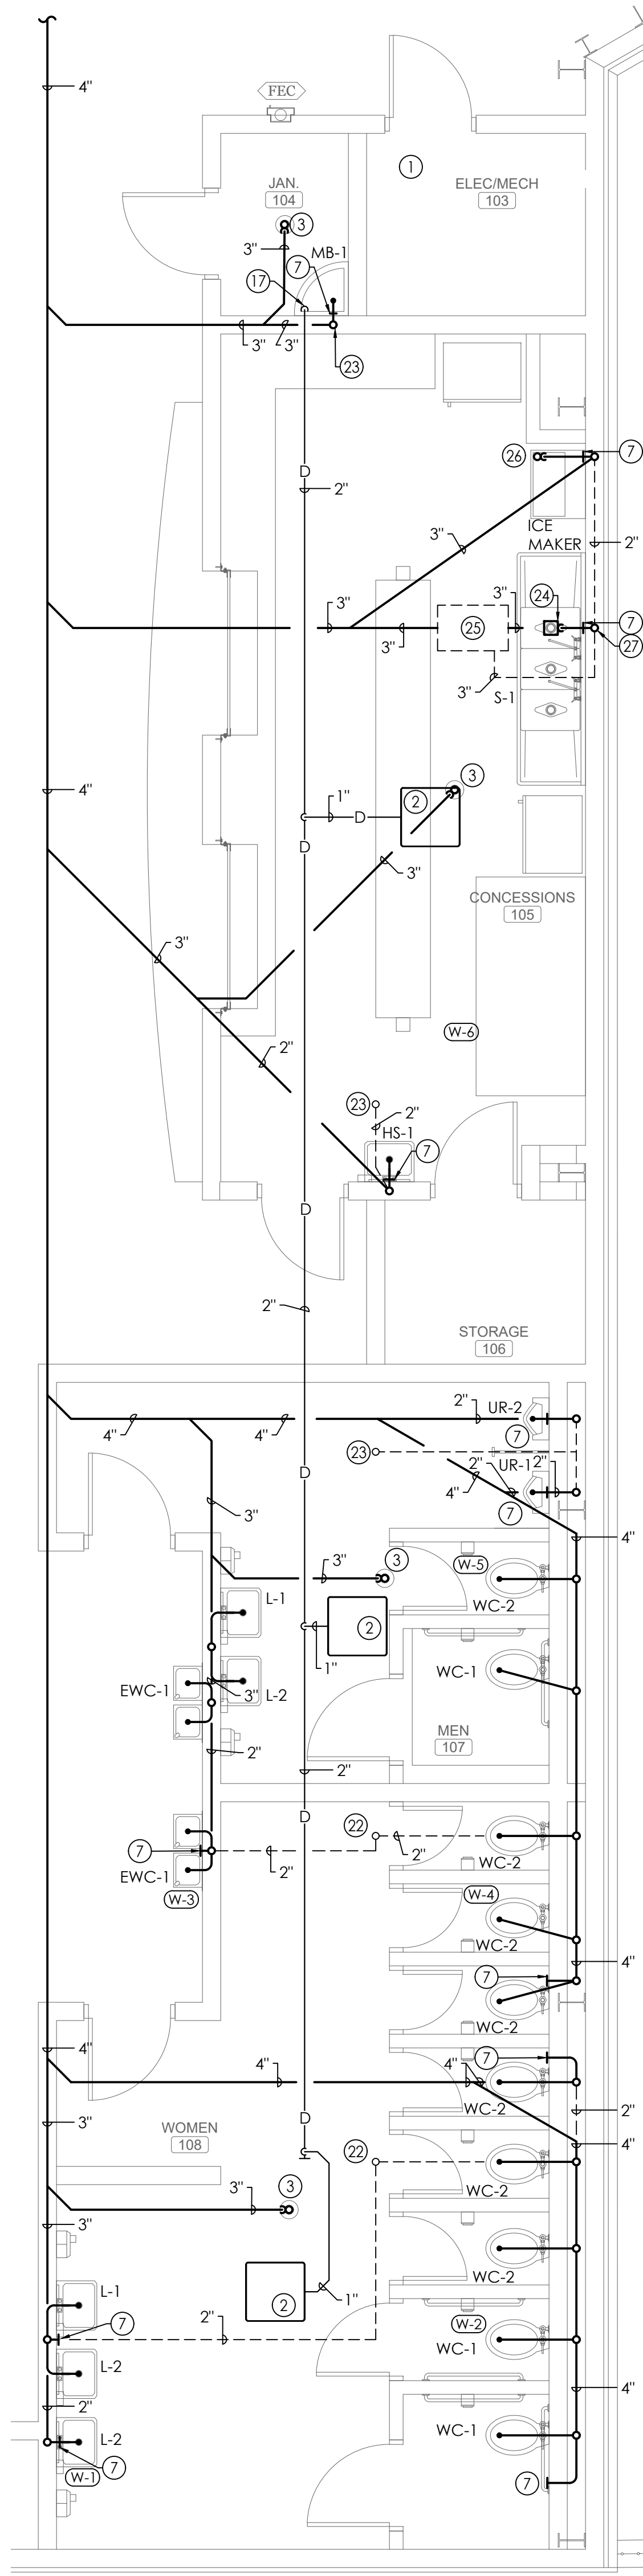 4"
FEC
1
JAN.
104
ELEC/MECH
103
3
3"
MB-1
7
17
3"
3"
23
D
2"
26
7
ICE
MAKER
3"
2"
3"
3"
3"
24
7
25
27
3"
S-1
4"
1"
D
2
3
D
3"
CONCESSIONS
105
3"
2"
W-6
23
2"
HS-1
7
D
2"
STORAGE
106
4"
4"
2"
UR-2
7
23
D
2"
UR-1
2"
4"
7
3"
4"
3"
3
W-5
WC-2
L-1
2
1"
WC-1
EWC-1
3"
L-2
MEN
107
2"
2"
D
22
2"
WC-2
7
2"
EWC-1
W-3
W-4
WC-2
4"
7
WC-2
4"
4"
4"
7
WC-2
2"
3"
WOMEN
108
D
4"
22
WC-2
3"
3
3"
WC-2
2
1"
L-1
7
2"
W-2
WC-1
L-2
4"
2"
L-2
WC-1
W-1
7
7